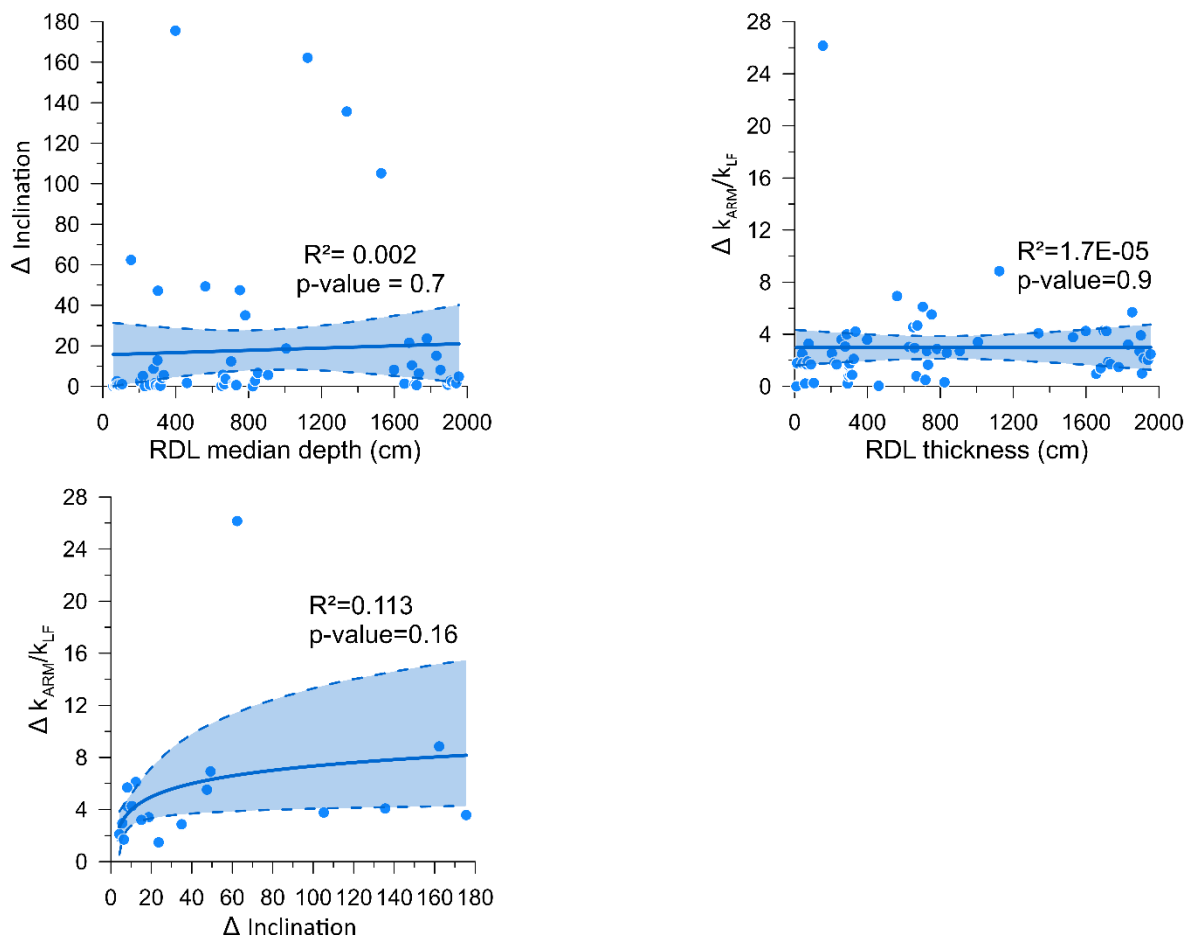 180
160
140
120
100
80
60
40
20
0
Δ Inclination
R²= 0.002
p-value = 0.7
0 400 800 1200 1600 2000
RDL median depth (cm)
28
24
20
16
12
8
4
0
Δ kARM/kLF
R²=1.7E-05
p-value=0.9
0 400 800 1200 1600 2000
RDL thickness (cm)
28
24
20
16
12
8
4
0
Δ kARM/kLF
R²=0.113
p-value=0.16
0 20 40 60 80 100 120 140 160 180
Δ Inclination